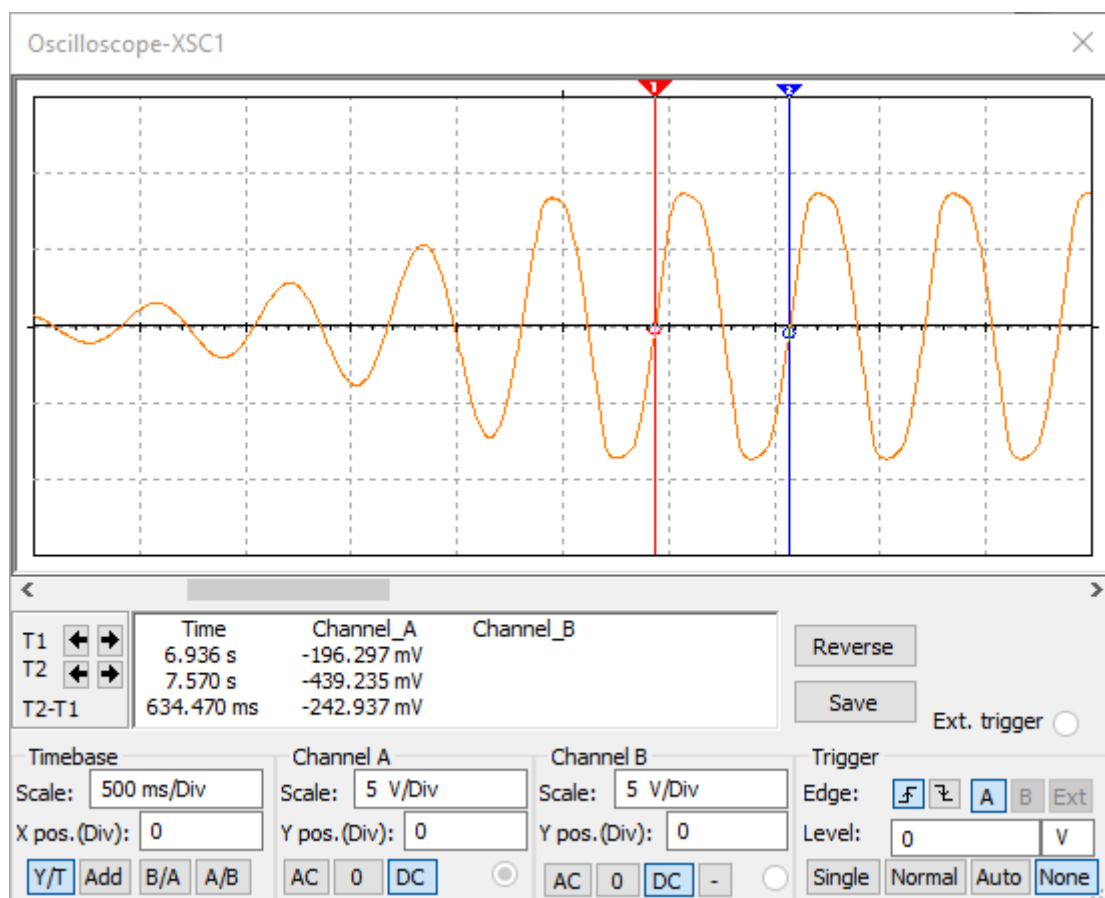 Oscilloscope-XSC1
1 2
Time Channel_A Channel_B
T1 6.936 s -196.297 mV
T2 7.570 s -439.235 mV
T2-T1 634.470 ms -242.937 mV
Reverse
Save
Ext. trigger
Timebase
Scale: 500 ms/Div
X pos.(Div): 0
Y/T Add B/A A/B
Channel A
Scale: 5 V/Div
Y pos.(Div): 0
AC 0 DC
Channel B
Scale: 5 V/Div
Y pos.(Div): 0
AC 0 DC -
Trigger
Edge: A B Ext
Level: 0 V
Single Normal Auto None